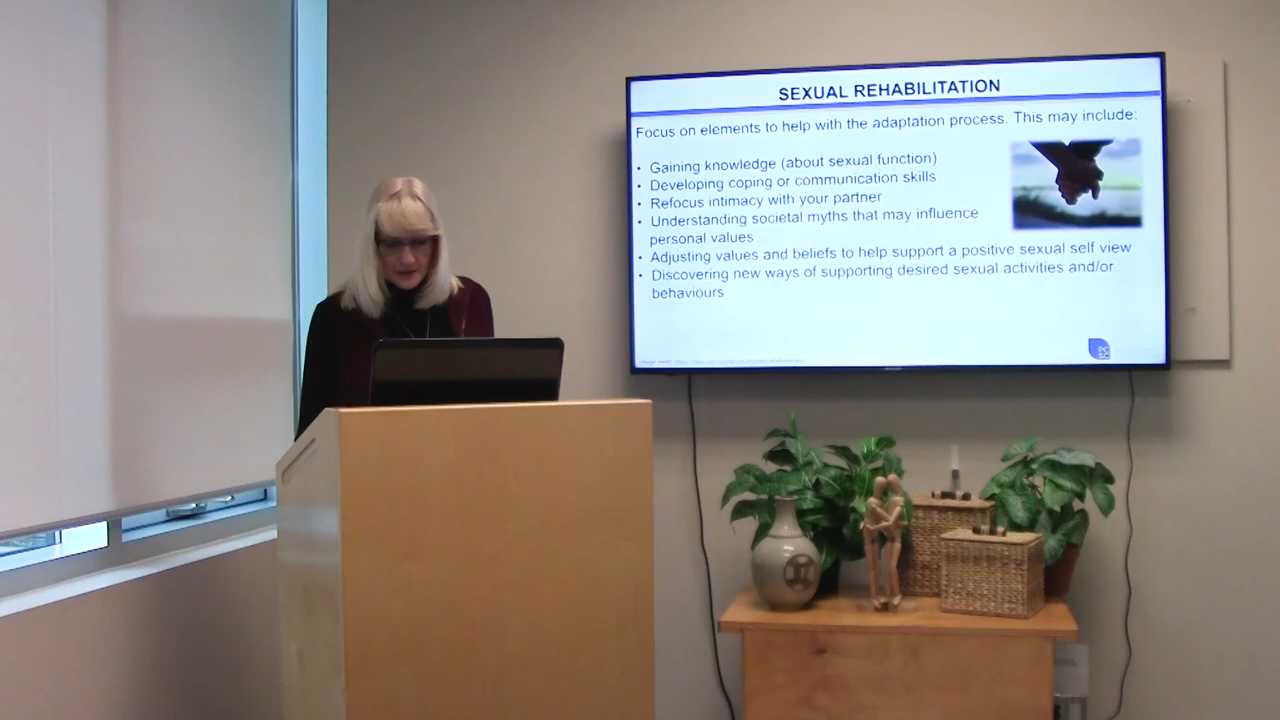 SEXUAL REHABILITATION
Focus on elements to help with the adaptation process. This may include:
• Gaining knowledge (about sexual function)
• Developing coping or communication skills
• Refocus intimacy with your partner
• Understanding societal myths that may influence
personal values
• Adjusting values and beliefs to help support a positive sexual self view
• Discovering new ways of supporting desired sexual activities and/or
behaviours